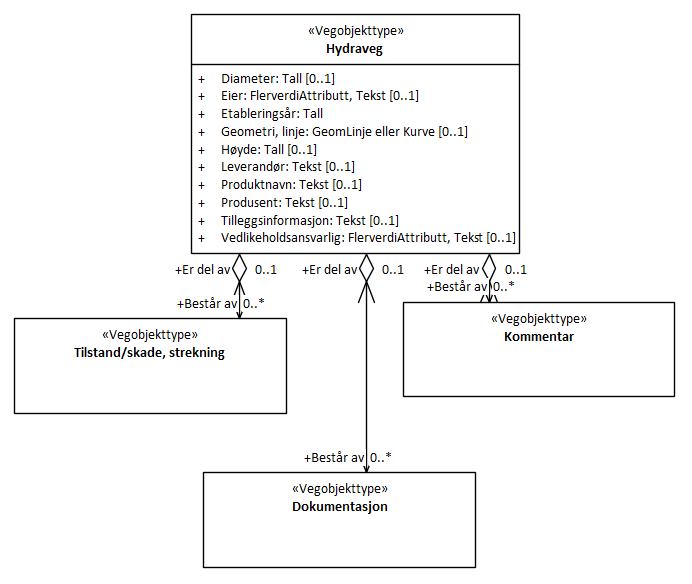 «Vegobjekttype»
Hydraveg
+ Diameter: Tall [0..1]
+ Eier: FlerverdiAttributt, Tekst [0..1]
+ Etableringsår: Tall
+ Geometri, linje: GeomLinje eller Kurve [0..1]
+ Høyde: Tall [0..1]
+ Leverandør: Tekst [0..1]
+ Produktnavn: Tekst [0..1]
+ Produsent: Tekst [0..1]
+ Tilleggsinformasjon: Tekst [0..1]
+ Vedlikeholdsansvarlig: FlerverdiAttributt, Tekst [0..1]
+Er del av 0..1 +Er del av 0..1 +Er del av 0..1
+Består av 0..*
+Består av 0..*
«Vegobjekttype»
Kommentar
«Vegobjekttype»
Tilstand/skade, strekning
+Består av 0..*
«Vegobjekttype»
Dokumentasjon